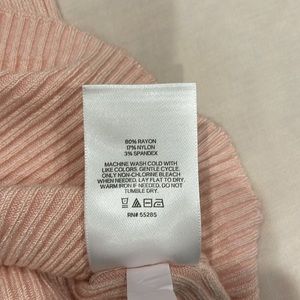 80% RAYON
17% NYLON
3% SPANDEX
MACHINE WASH COLD WITH
LIKE COLORS. GENTLE CYCLE.
ONLY NON-CHLORINE BLEACH
WHEN NEEDED. LAY FLAT TO DRY.
WARM IRON IF NEEDED. DO NOT
TUMBLE DRY.
RN# 55285